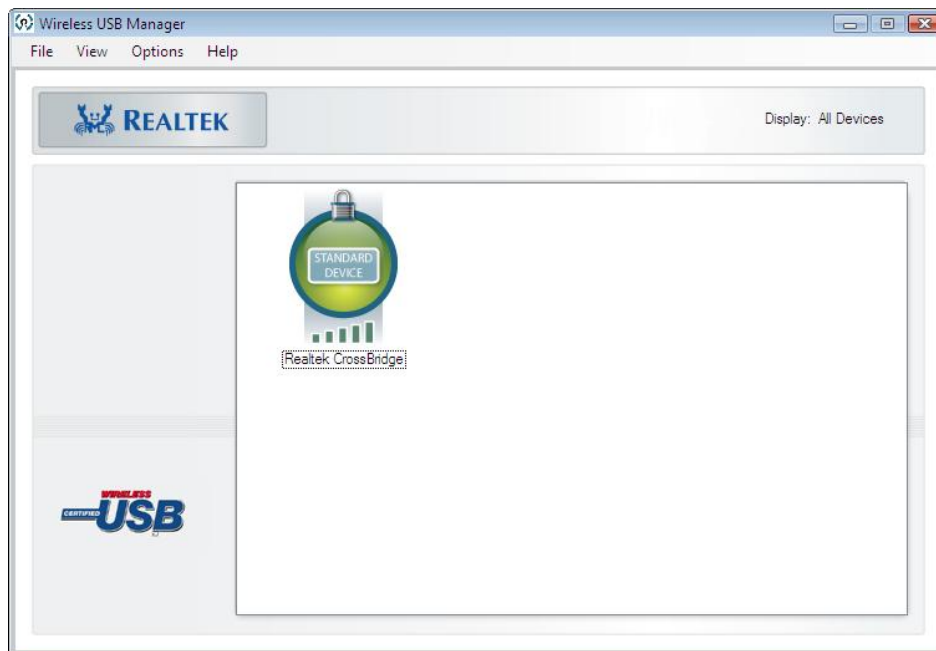 Wireless USB Manager
File View Options Help
REALTEK
Display: All Devices
STANDARD
DEVICE
Realtek CrossBridge
WIRELESS
CERTIFIED
USB